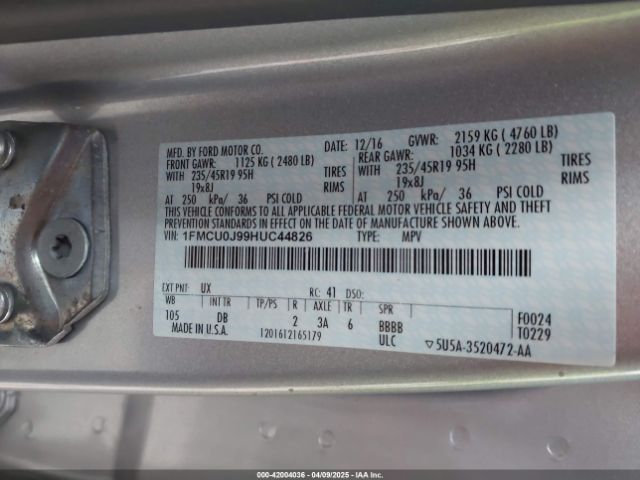 MFD. BY FORD MOTOR CO. DATE: 12/16 GVWR: 2159 KG ( 4760 LB)
FRONT GAWR: 1125 KG ( 2480 LB) REAR GAWR: 1034 KG ( 2280 LB)
WITH 235/45R19 95H TIRES WITH 235/45R19 95H TIRES
19x8J RIMS 19x8J RIMS
AT 250 kPa/ 36 PSI COLD AT 250 kPa/ 36 PSI COLD
THIS VEHICLE CONFORMS TO ALL APPLICABLE FEDERAL MOTOR VEHICLE SAFETY AND THEFT
PREVENTION STANDARDS IN EFFECT ON THE DATE OF MANUFACTURE SHOWN ABOVE.
VIN: 1FMCU0J99HUC44826 TYPE: MPV
EXT PNT: UX RC: 41 DSO:
WB INT TR TP/PS R AXLE TR SPR
105 DB 2 3A 6 BBBB F0024
MADE IN U.S.A. 1201612165179 ULC T0229
▽5U5A-3520472-AA
000-42004036 - 04/09/2025 - IAAI.COM